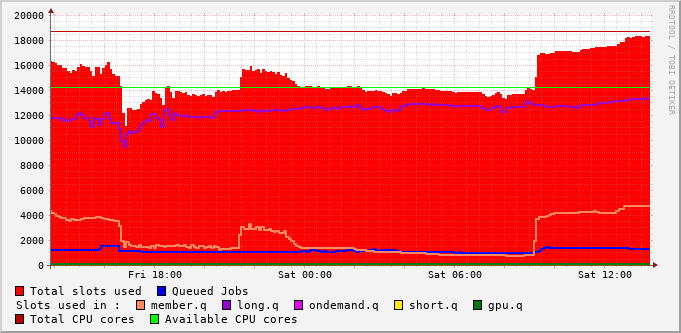 20000
18000
16000
14000
12000
10000
8000
6000
4000
2000
0
Fri 18:00 Sat 00:00 Sat 06:00 Sat 12:00
RRDTOOL / TOBI OETIKER
Total slots used Queued Jobs
Slots used in : member.q long.q ondemand.q short.q gpu.q
Total CPU cores Available CPU cores